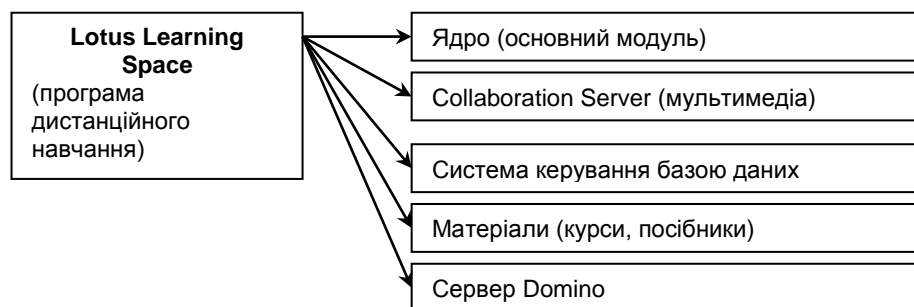 Lotus Learning
Space
(програма
дистанційного
навчання)
Ядро (основний модуль)
Collaboration Server (мультимедіа)
Система керування базою даних
Матеріали (курси, посібники)
Сервер Domino